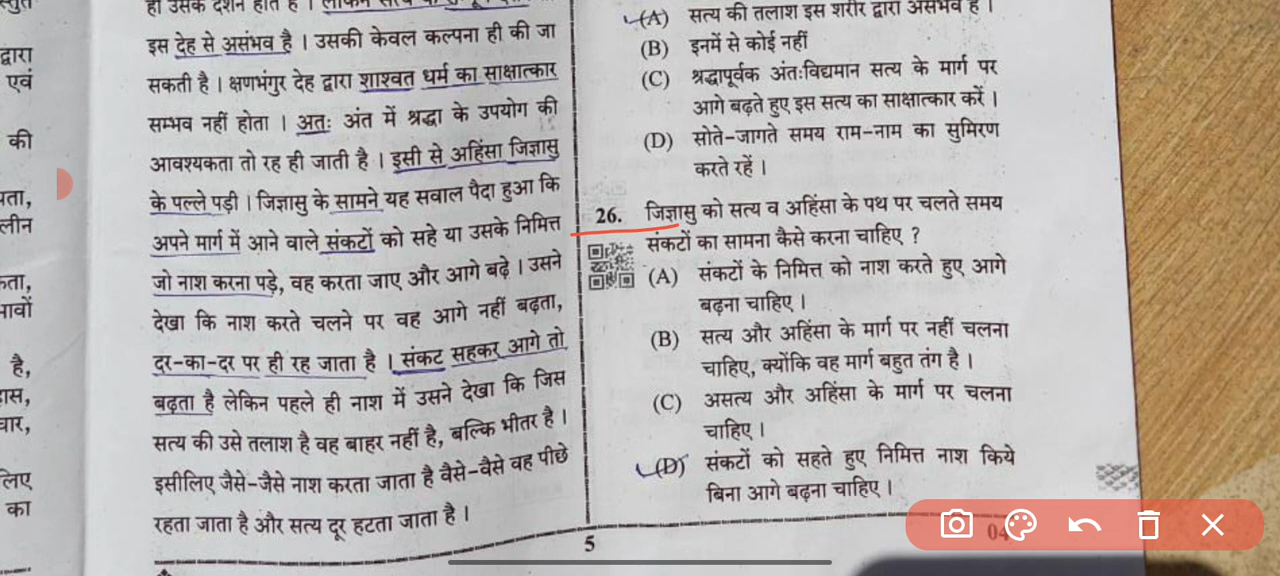 द्वारा
एवं
की
लीन
है,
लिए
का
इस देह से असंभव है । उसकी केवल कल्पना ही की जा
सकती है । क्षणभंगुर देह द्वारा शाश्वत धर्म का साक्षात्कार
सम्भव नहीं होता । अतः अंत में श्रद्धा के उपयोग की
आवश्यकता तो रह ही जाती है । इसी से अहिंसा जिज्ञासु
के पल्ले पड़ी । जिज्ञासु के सामने यह सवाल पैदा हुआ कि
अपने मार्ग में आने वाले संकटों को सहे या उसके निमित्त
जो नाश करना पड़े, वह करता जाए और आगे बढ़े । उसने
देखा कि नाश करते चलने पर वह आगे नहीं बढ़ता,
दर-का-दर पर ही रह जाता है । संकट सहकर आगे तो
बढ़ता है लेकिन पहले ही नाश में उसने देखा कि जिस
सत्य की उसे तलाश है वह बाहर नहीं है, बल्कि भीतर है ।
इसीलिए जैसे-जैसे नाश करता जाता है वैसे-वैसे वह पीछे
रहता जाता है और सत्य दूर हटता जाता है ।
(A) सत्य की तलाश इस शरीर द्वारा असंभव है ।
(B) इनमें से कोई नहीं
(C) श्रद्धापूर्वक अंतःविद्यमान सत्य के मार्ग पर
आगे बढ़ते हुए इस सत्य का साक्षात्कार करें ।
(D) सोते-जागते समय राम-नाम का सुमिरण
करते रहें ।
26. जिज्ञासु को सत्य व अहिंसा के पथ पर चलते समय
संकटों का सामना कैसे करना चाहिए ?
(A) संकटों के निमित्त को नाश करते हुए आगे
बढ़ना चाहिए ।
(B) सत्य और अहिंसा के मार्ग पर नहीं चलना
चाहिए, क्योंकि वह मार्ग बहुत तंग है ।
(C) असत्य और अहिंसा के मार्ग पर चलना
चाहिए ।
(D) संकटों को सहते हुए निमित्त नाश किये
बिना आगे बढ़ना चाहिए ।
5
04